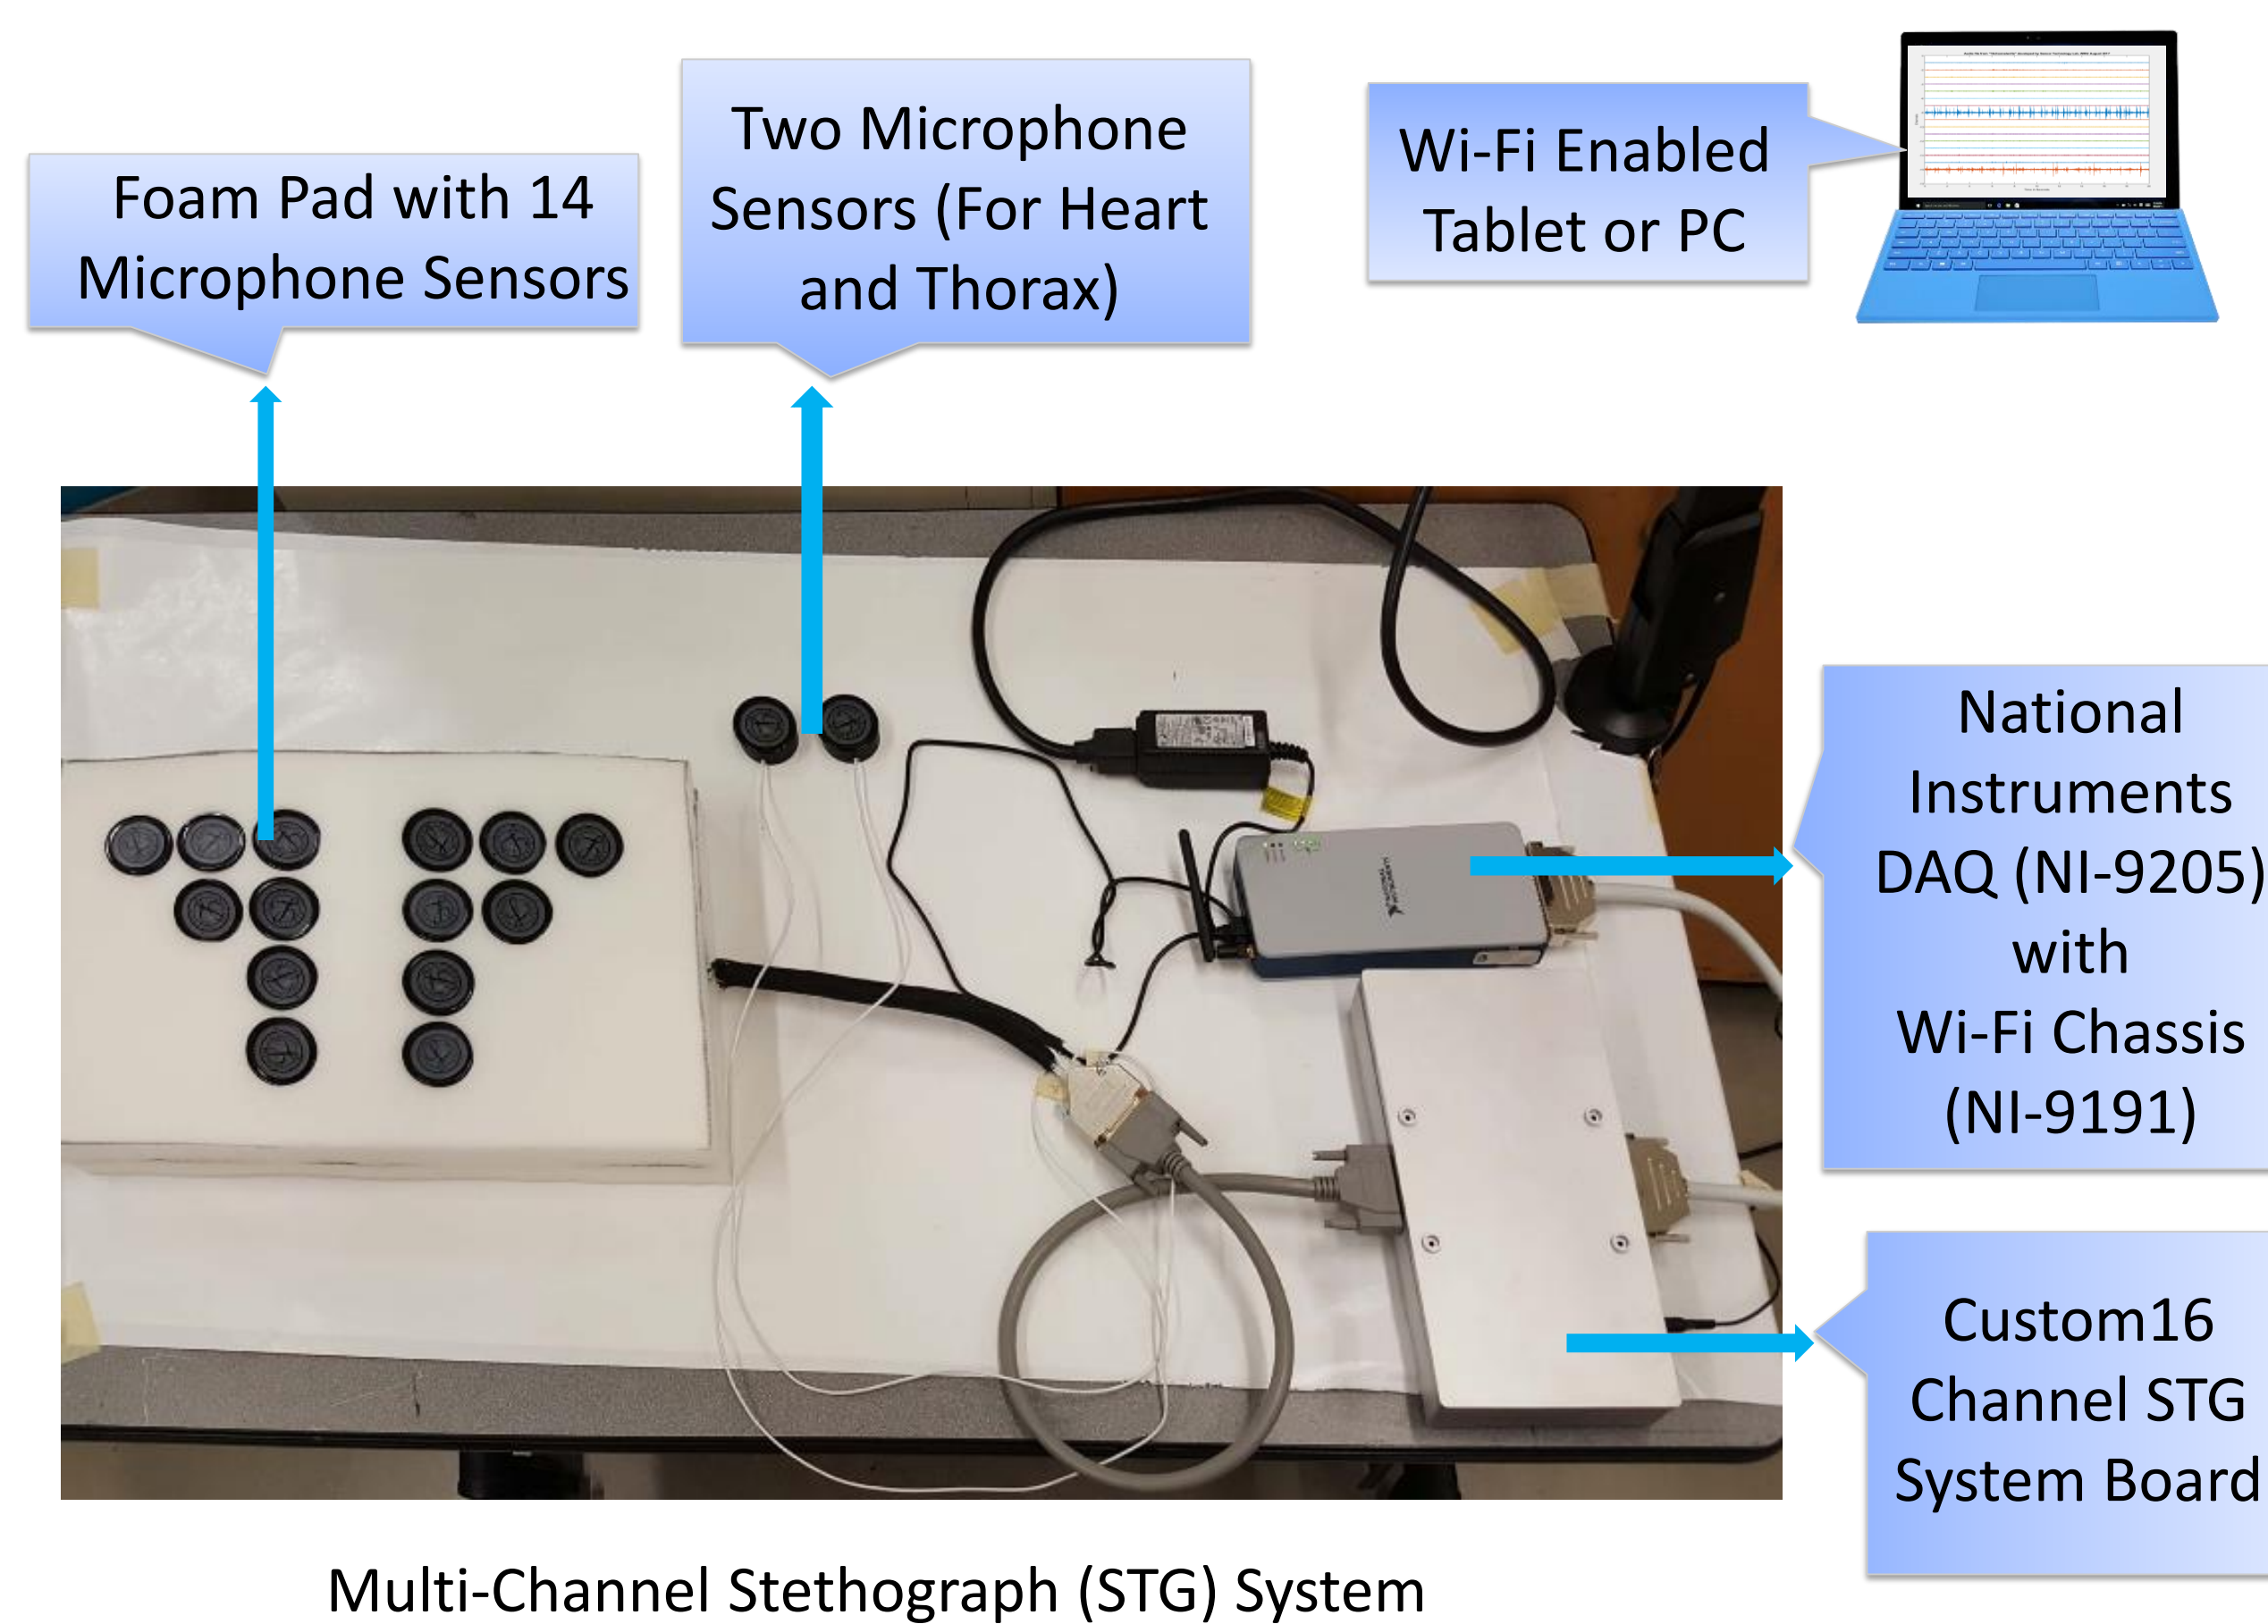 Foam Pad with 14
Microphone Sensors
Two Microphone
Sensors (For Heart
and Thorax)
Wi-Fi Enabled
Tablet or PC
NATIONAL
INSTRUMENTS
National
Instruments
DAQ (NI-9205)
with
Wi-Fi Chassis
(NI-9191)
Custom16
Channel STG
System Board
Multi-Channel Stethograph (STG) System